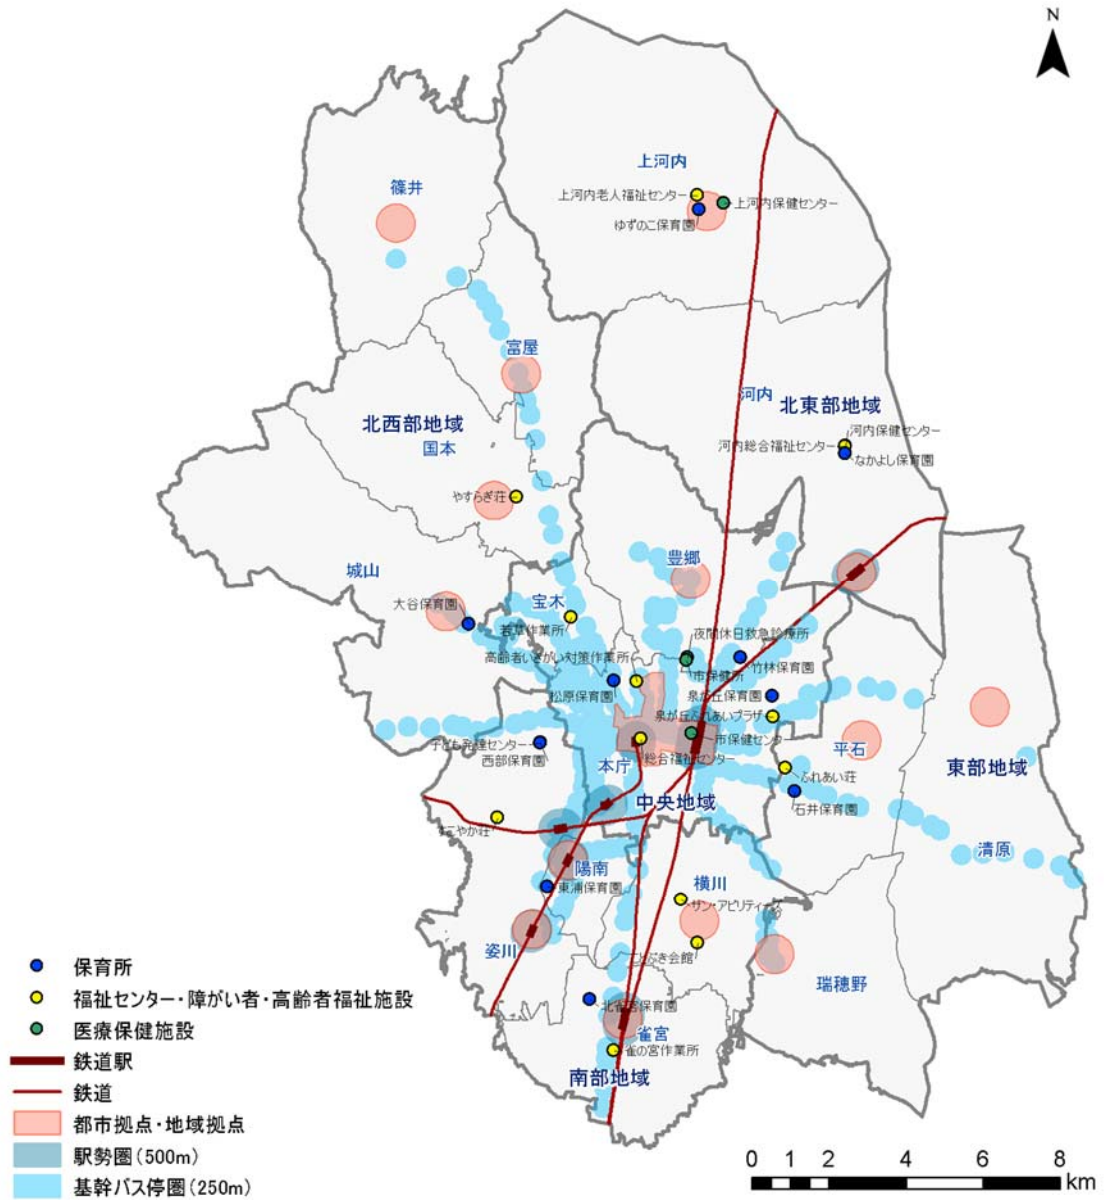 N
上河内
上河内老人福祉センター
上河内保健センター
ゆずのこ保育園
篠井
富屋
河内
北東部地域
北西部地域
国本
河内保健センター
河内総合福祉センター
なかよし保育園
やすらぎ荘
豊郷
城山
大谷保育園
宝木
若草作業所
夜間休日救急診療所
高齢者いきがい対策作業所
市保健所
竹林保育園
松原保育園
泉が丘保育園
泉が丘ふれあいプラザ
市保健センター
子ども発達センター
西部保育園
総合福祉センター
本庁
平石
東部地域
ふれあい荘
中央地域
石井保育園
すこやか荘
清原
陽南
東浦保育園
横川
サン・アビリティーズ
姿川
ことぶき会館
瑞穂野
北雀宮保育園
雀宮
雀の宮作業所
南部地域
保育所
福祉センター・障がい者・高齢者福祉施設
医療保健施設
鉄道駅
鉄道
都市拠点・地域拠点
駅勢圏(500m)
基幹バス停圏(250m)
0 1 2 4 6 8
km